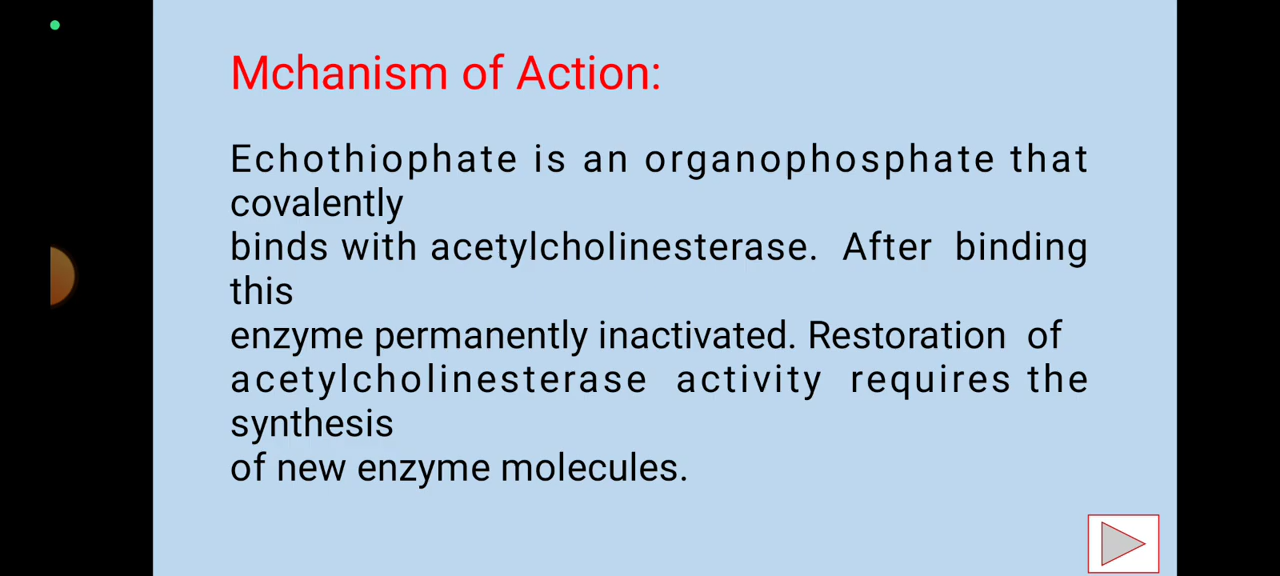 Mchanism of Action:
Echothiophate is an organophosphate that
covalently
binds with acetylcholinesterase. After binding
this
enzyme permanently inactivated. Restoration of
acetylcholinesterase activity requires the
synthesis
of new enzyme molecules.